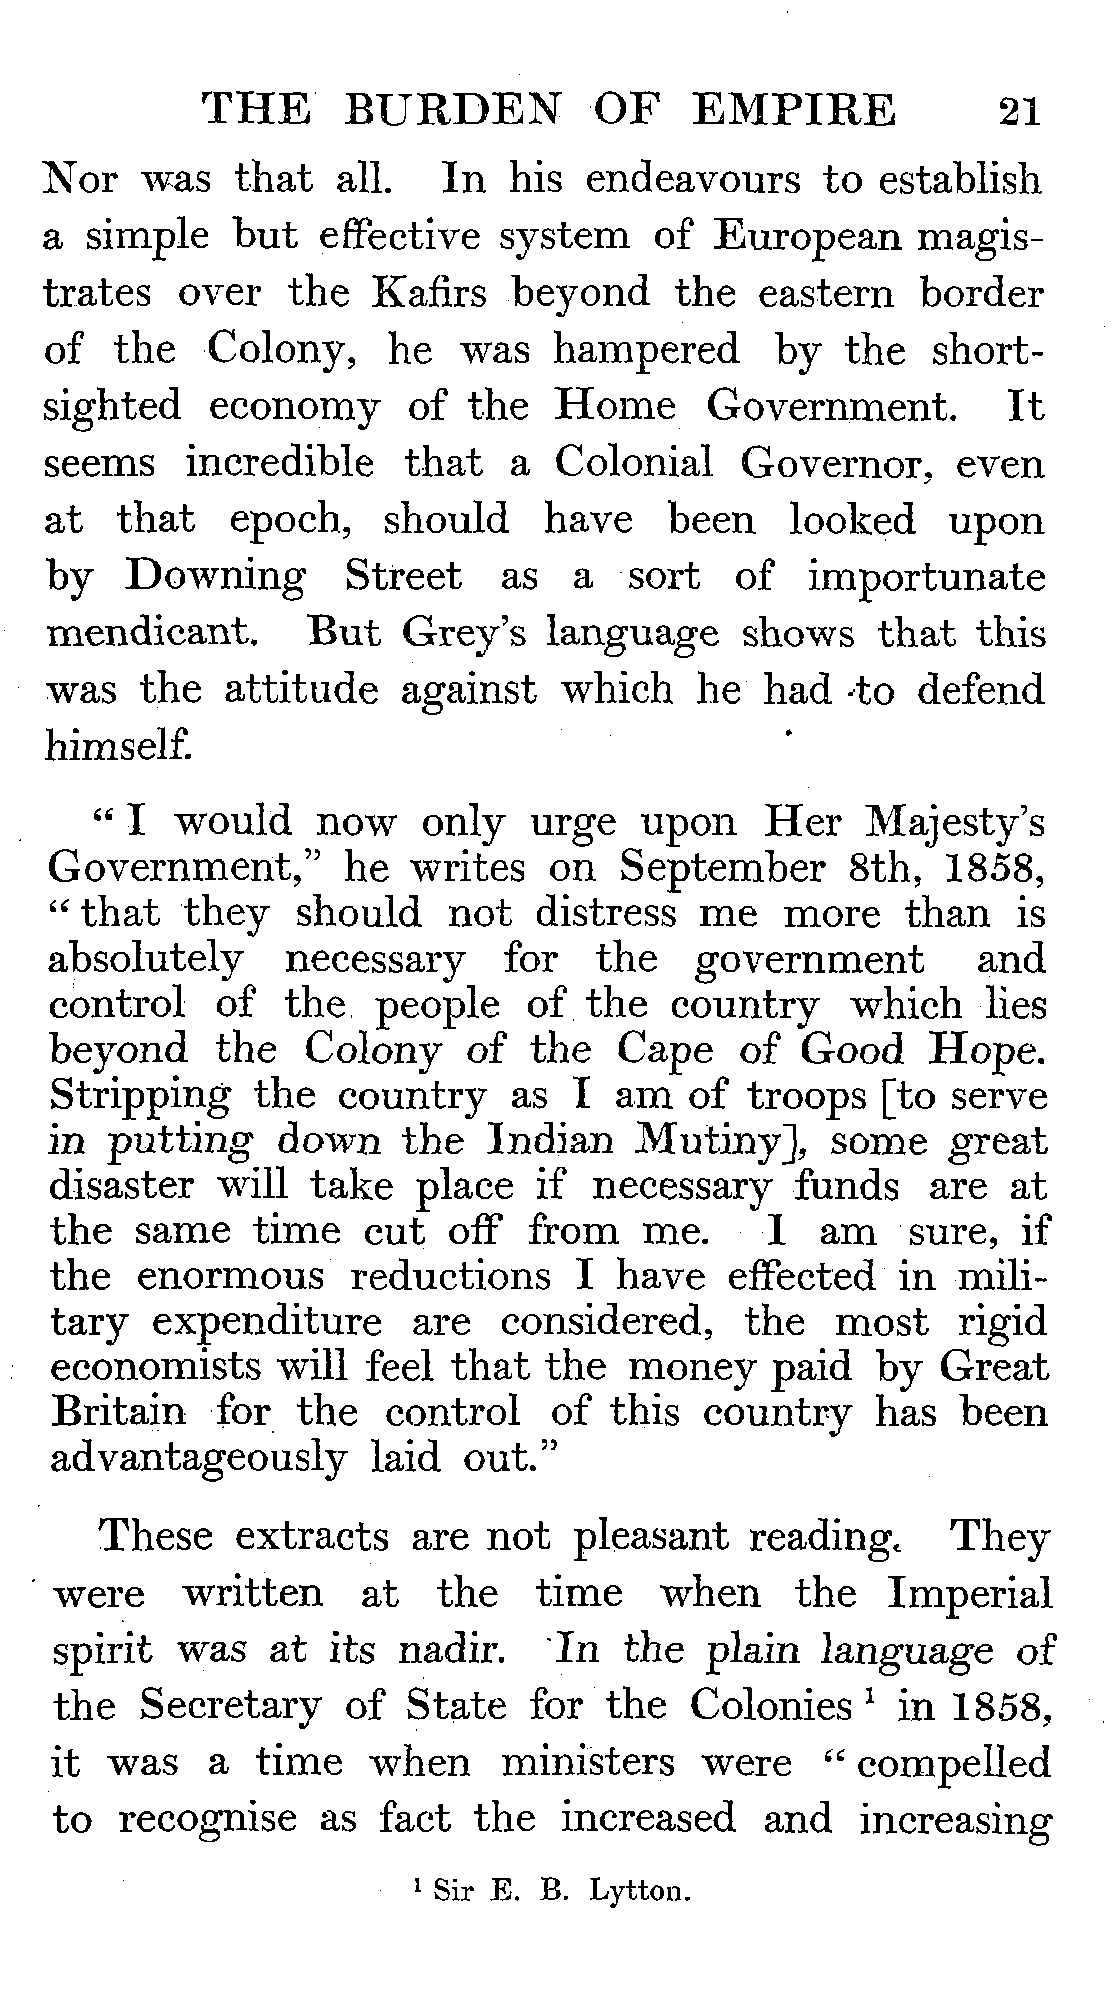 THE BURDEN OF EMPIRE 21
Nor was that all. In his endeavours to establish
a simple but effective system of European magis-
trates over the Kafirs beyond the eastern border
of the Colony, he was hampered by the short-
sighted economy of the Home Government. It
seems incredible that a Colonial Governor, even
at that epoch, should have been looked upon
by Downing Street as a sort of importunate
mendicant. But Grey's language shows that this
was the attitude against which he had to defend
himself.
“ I would now only urge upon Her Majesty's
Government,” he writes on September 8th, 1858,
“ that they should not distress me more than is
absolutely necessary for the government and
control of the people of the country which lies
beyond the Colony of the Cape of Good Hope.
Stripping the country as I am of troops [to serve
in putting down the Indian Mutiny], some great
disaster will take place if necessary funds are at
the same time cut off from me. I am sure, if
the enormous reductions I have effected in mili-
tary expenditure are considered, the most rigid
economists will feel that the money paid by Great
Britain for the control of this country has been
advantageously laid out.”
These extracts are not pleasant reading. They
were written at the time when the Imperial
spirit was at its nadir. In the plain language of
the Secretary of State for the Colonies ¹ in 1858,
it was a time when ministers were “ compelled
to recognise as fact the increased and increasing
¹ Sir E. B. Lytton.